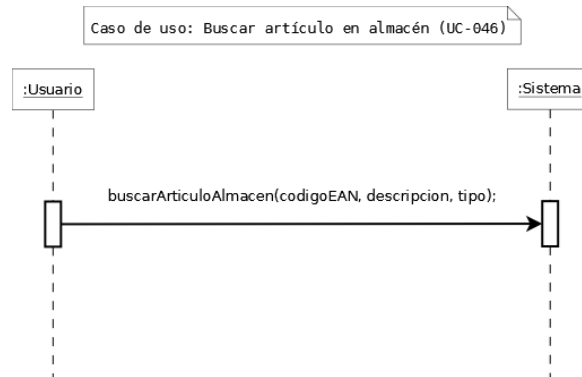 Caso de uso: Buscar artículo en almacén (UC-046)
:Usuario
:Sistema
buscarArticuloAlmacen(codigoEAN, descripcion, tipo);